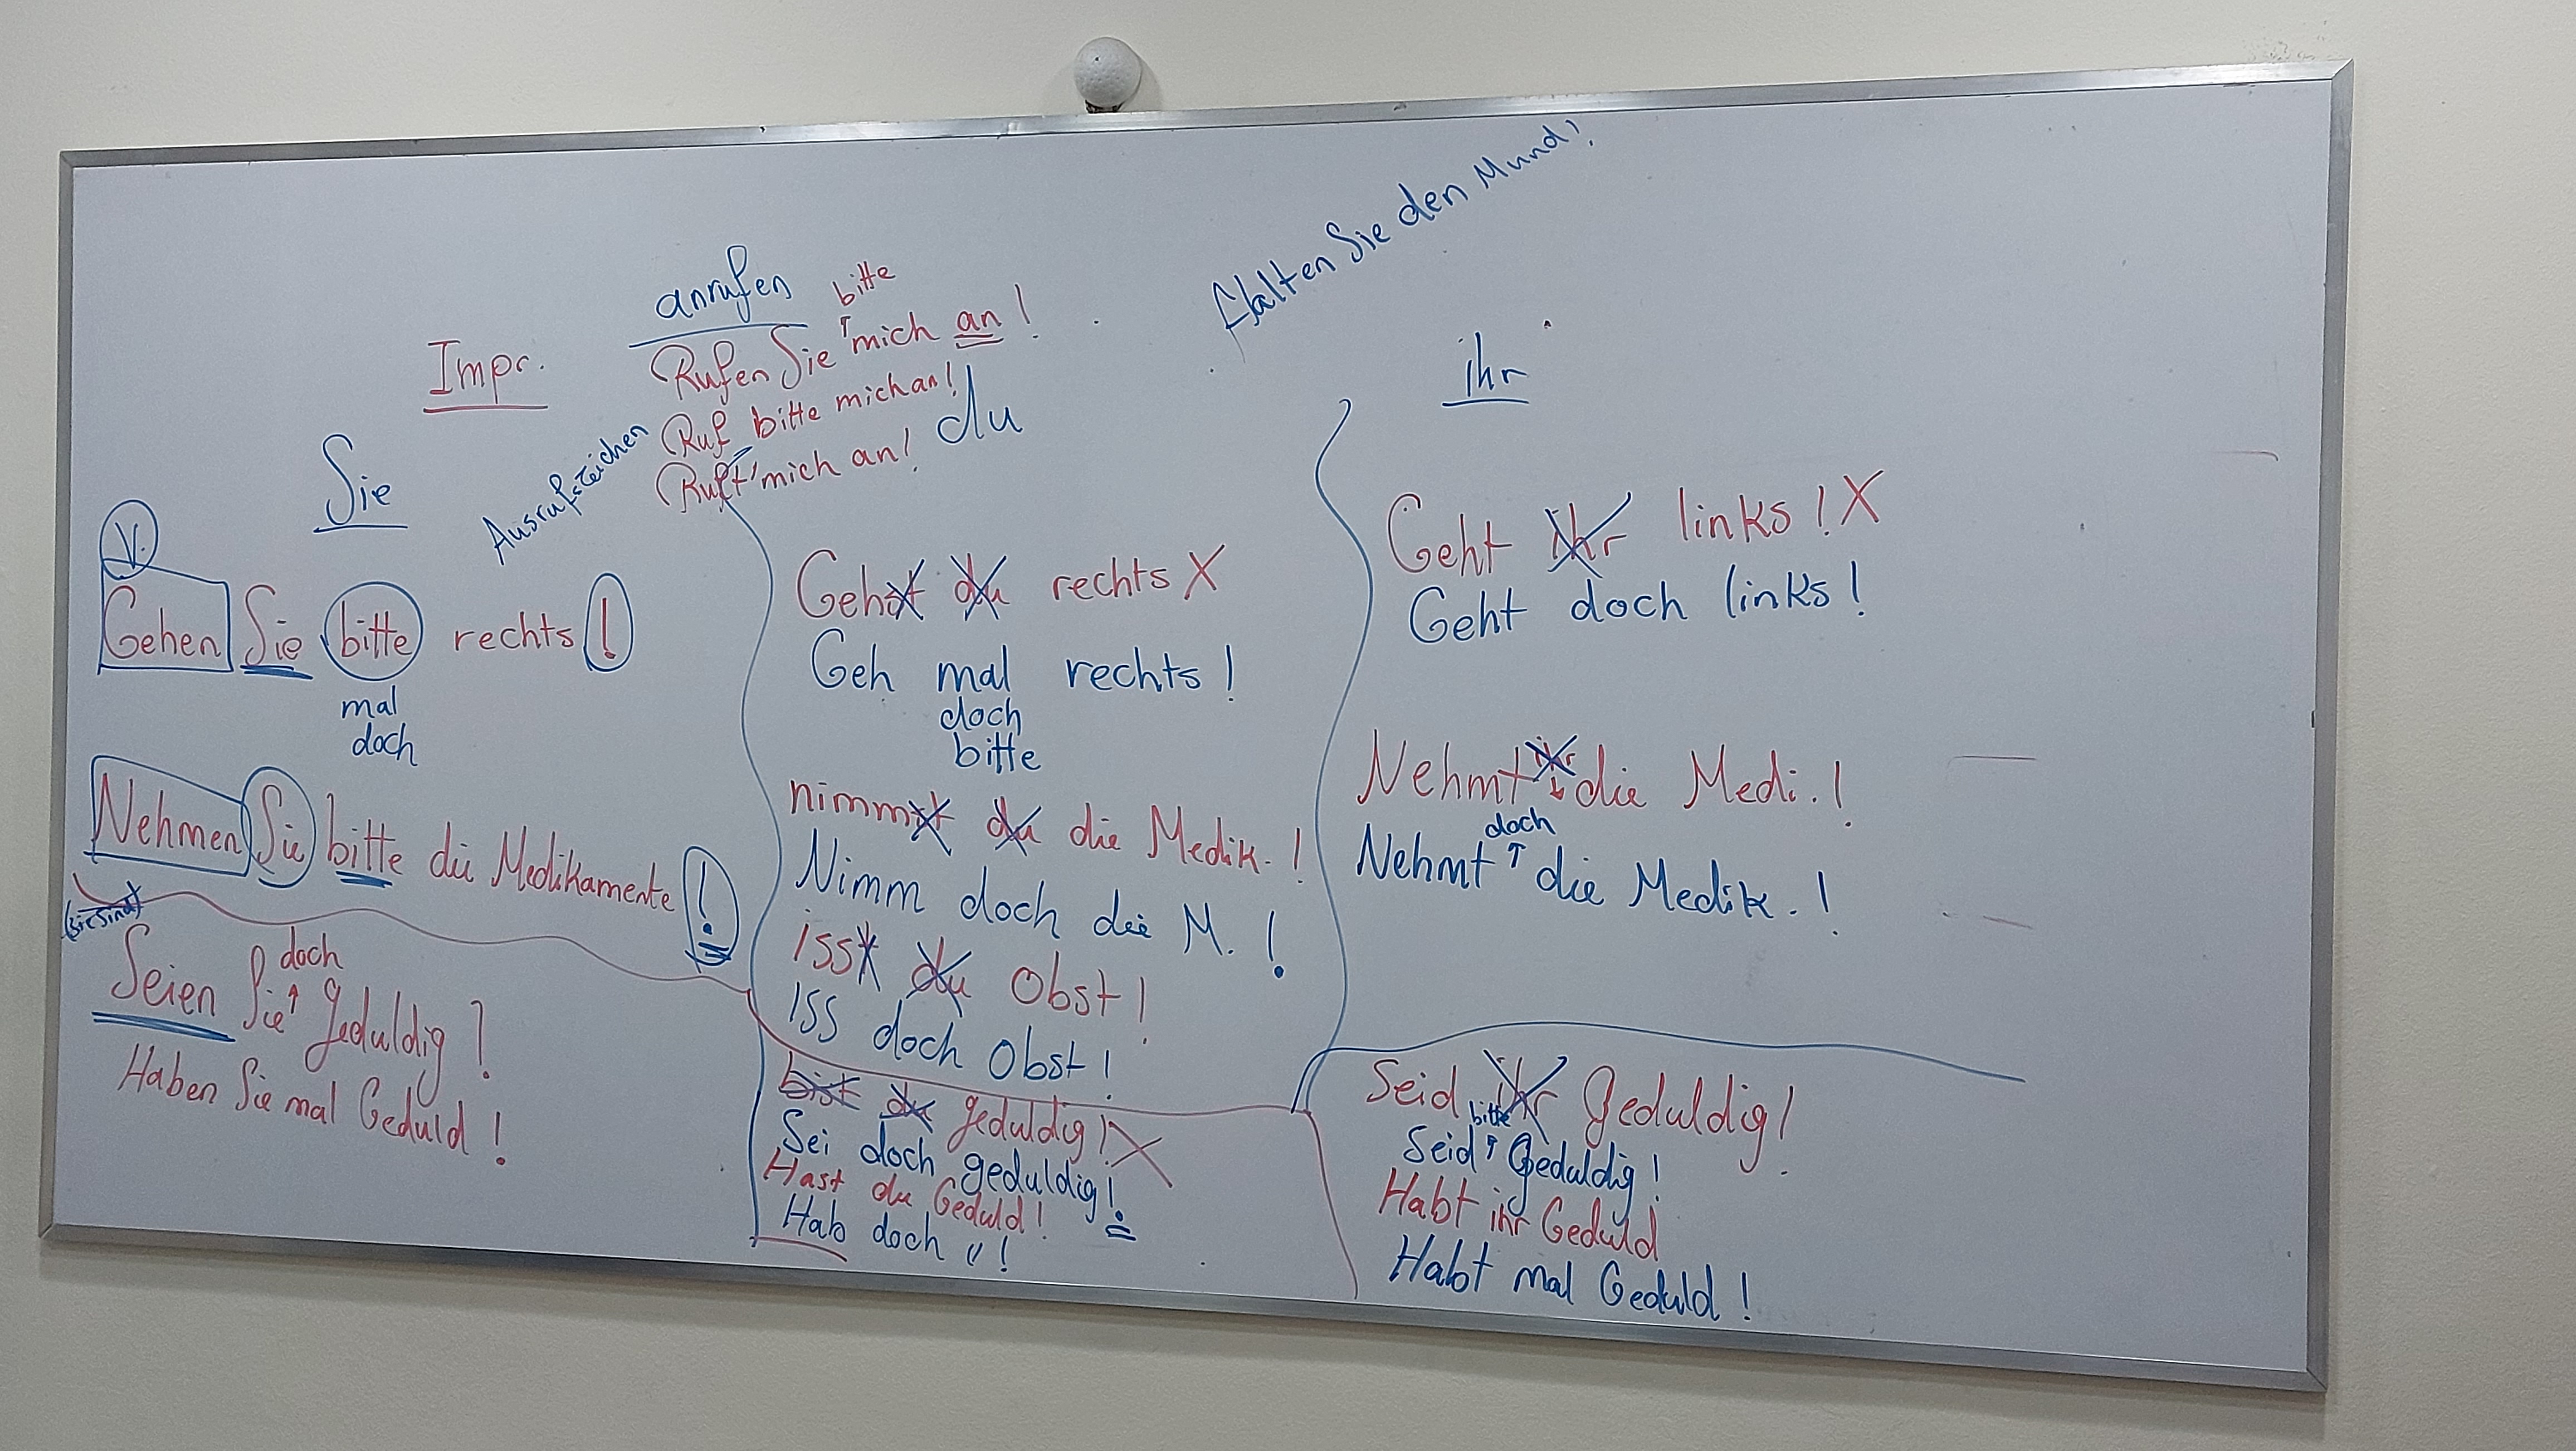 Halten Sie den Mund!
anrufen
bitte
Rufen Sie mich an!
Ruf bitte mich an!
Ruft mich an!
Impr.
Ausrufszeichen
Sie
V.
Gehen Sie bitte rechts!
mal
doch
Nehmen Sie bitte die Medikamente!
(sie sind)
doch
Seien Sie geduldig!
Haben Sie mal Geduld!
du
Gehst du rechts X
Geh mal rechts!
doch
bitte
nimmst du die Medik.!
Nimm doch die M.!
isst du Obst!
Iss doch Obst!
bist du geduldig! X
Sei doch geduldig!
Hast du Geduld!
Hab doch "!
ihr
Geht ihr links! X
Geht doch links!
Nehmt ihr die Medi.!
doch
Nehmt die Medik.!
Seid ihr geduldig!
bitte
Seid geduldig!
Habt ihr Geduld
Habt mal Geduld!